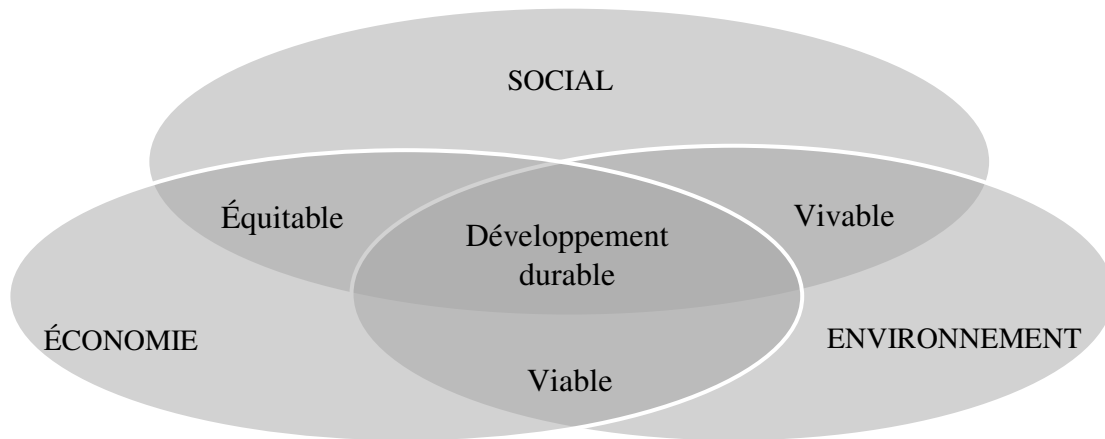 SOCIAL
Équitable
Vivable
Développement
durable
ÉCONOMIE
ENVIRONNEMENT
Viable